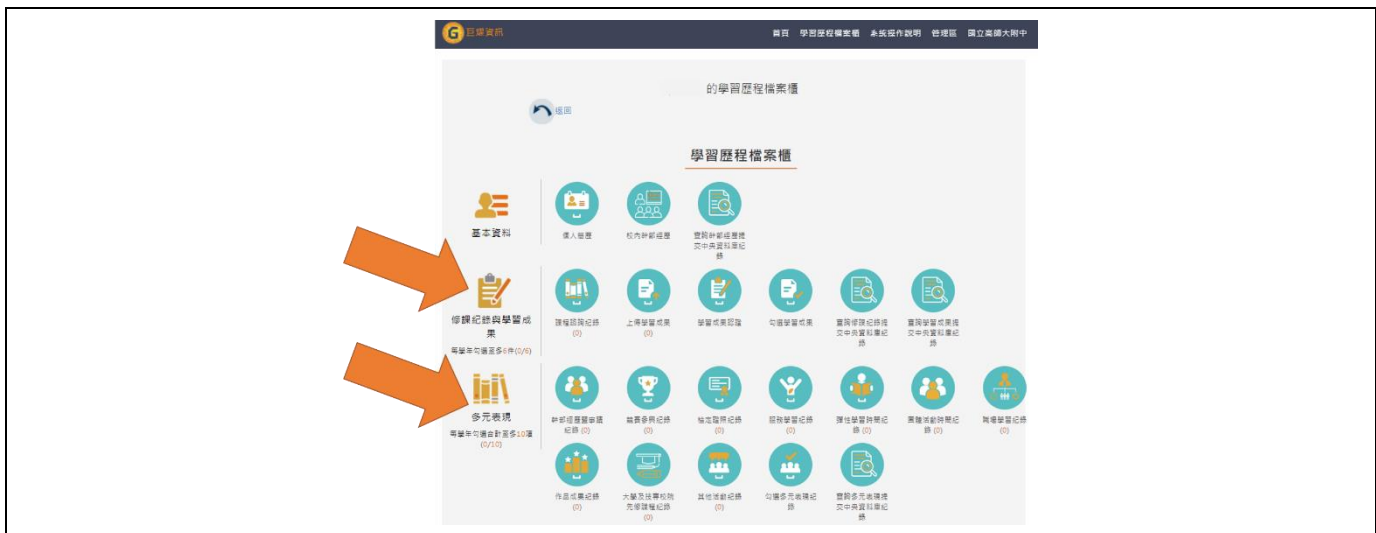 G 巨耀資訊
首頁 學習歷程檔案櫃 系統操作說明 管理區 國立高師大附中
的學習歷程檔案櫃
返回
學習歷程檔案櫃
基本資料
個人簡歷
校內幹部經歷
查詢幹部經歷提
交中央資料庫紀
錄
修課紀錄與學習成
果
每學年勾選至多6件(0/6)
課程諮詢紀錄
(0)
上傳學習成果
(0)
學習成果認證
勾選學習成果
查詢修課紀錄提
交中央資料庫紀
錄
查詢學習成果提
交中央資料庫紀
錄
多元表現
每學年勾選合計至多10項
(0/10)
幹部經歷暨事蹟
紀錄 (0)
競賽參與紀錄
(0)
檢定證照紀錄
(0)
服務學習紀錄
(0)
彈性學習時間紀
錄 (0)
團體活動時間紀
錄 (0)
職場學習紀錄
(0)
作品成果紀錄
(0)
大學及技專校院
先修課程紀錄
(0)
其他活動紀錄
(0)
勾選多元表現紀
錄
查詢多元表現提
交中央資料庫紀
錄